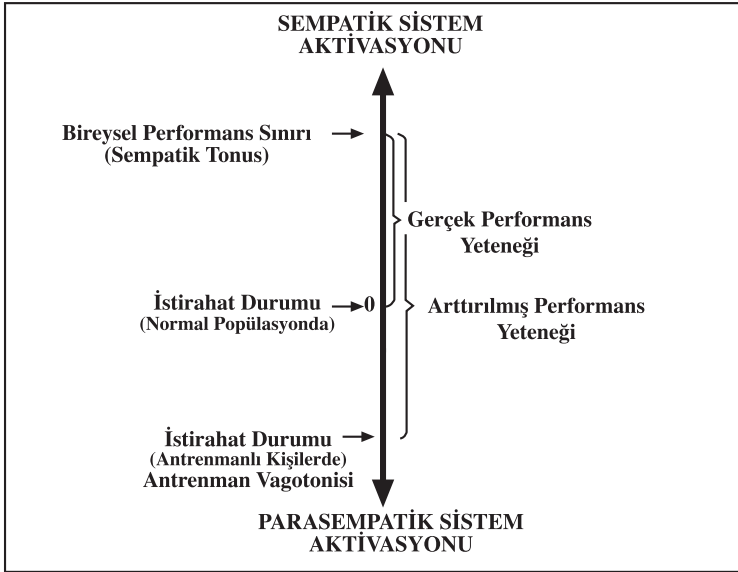 SEMPATİK SİSTEM
AKTİVASYONU
Bireysel Performans Sınırı
(Sempatik Tonus)
Gerçek Performans
Yeteneği
İstirahat Durumu
(Normal Popülasyonda)
0
Arttırılmış Performans
Yeteneği
İstirahat Durumu
(Antrenmanlı Kişilerde)
Antrenman Vagotonisi
PARASEMPATİK SİSTEM
AKTİVASYONU